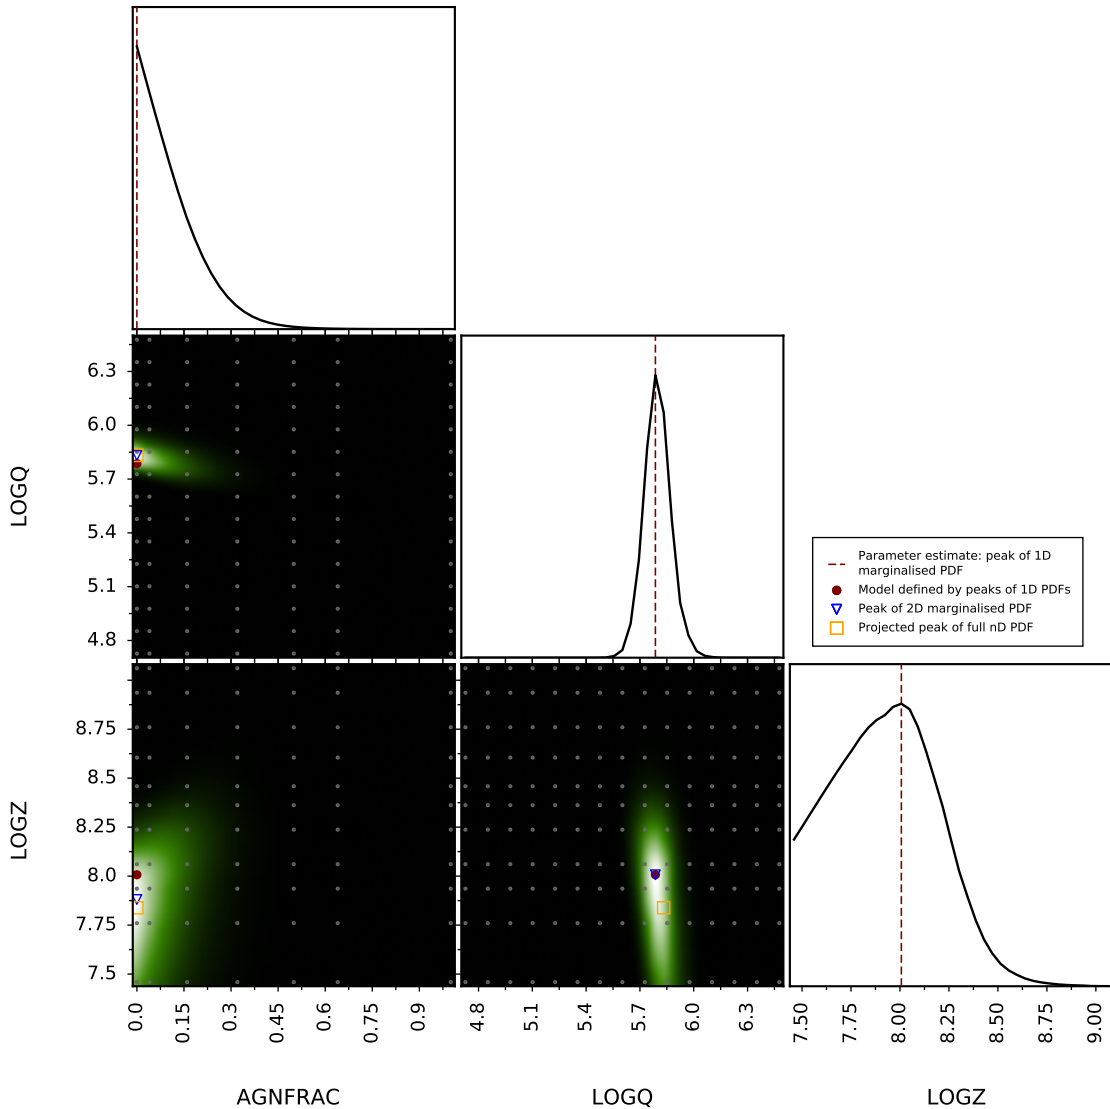 6.3
6.0
5.7
5.4
5.1
4.8
LOGQ
Parameter estimate: peak of 1D
marginalised PDF
Model defined by peaks of 1D PDFs
Peak of 2D marginalised PDF
Projected peak of full nD PDF
8.75
8.5
8.25
8.0
7.75
7.5
LOGZ
0.0 0.15 0.3 0.45 0.6 0.75 0.9
4.8 5.1 5.4 5.7 6.0 6.3
7.50 7.75 8.00 8.25 8.50 8.75 9.00
AGNFRAC LOGQ LOGZ